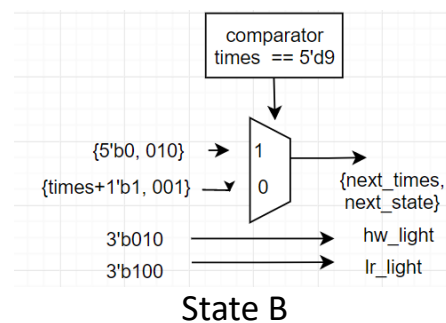 comparator
times == 5'd9
{5'b0, 010}
1
{times+1'b1, 001}
0
{next_times,
next_state}
3'b010
hw_light
3'b100
lr_light
State B